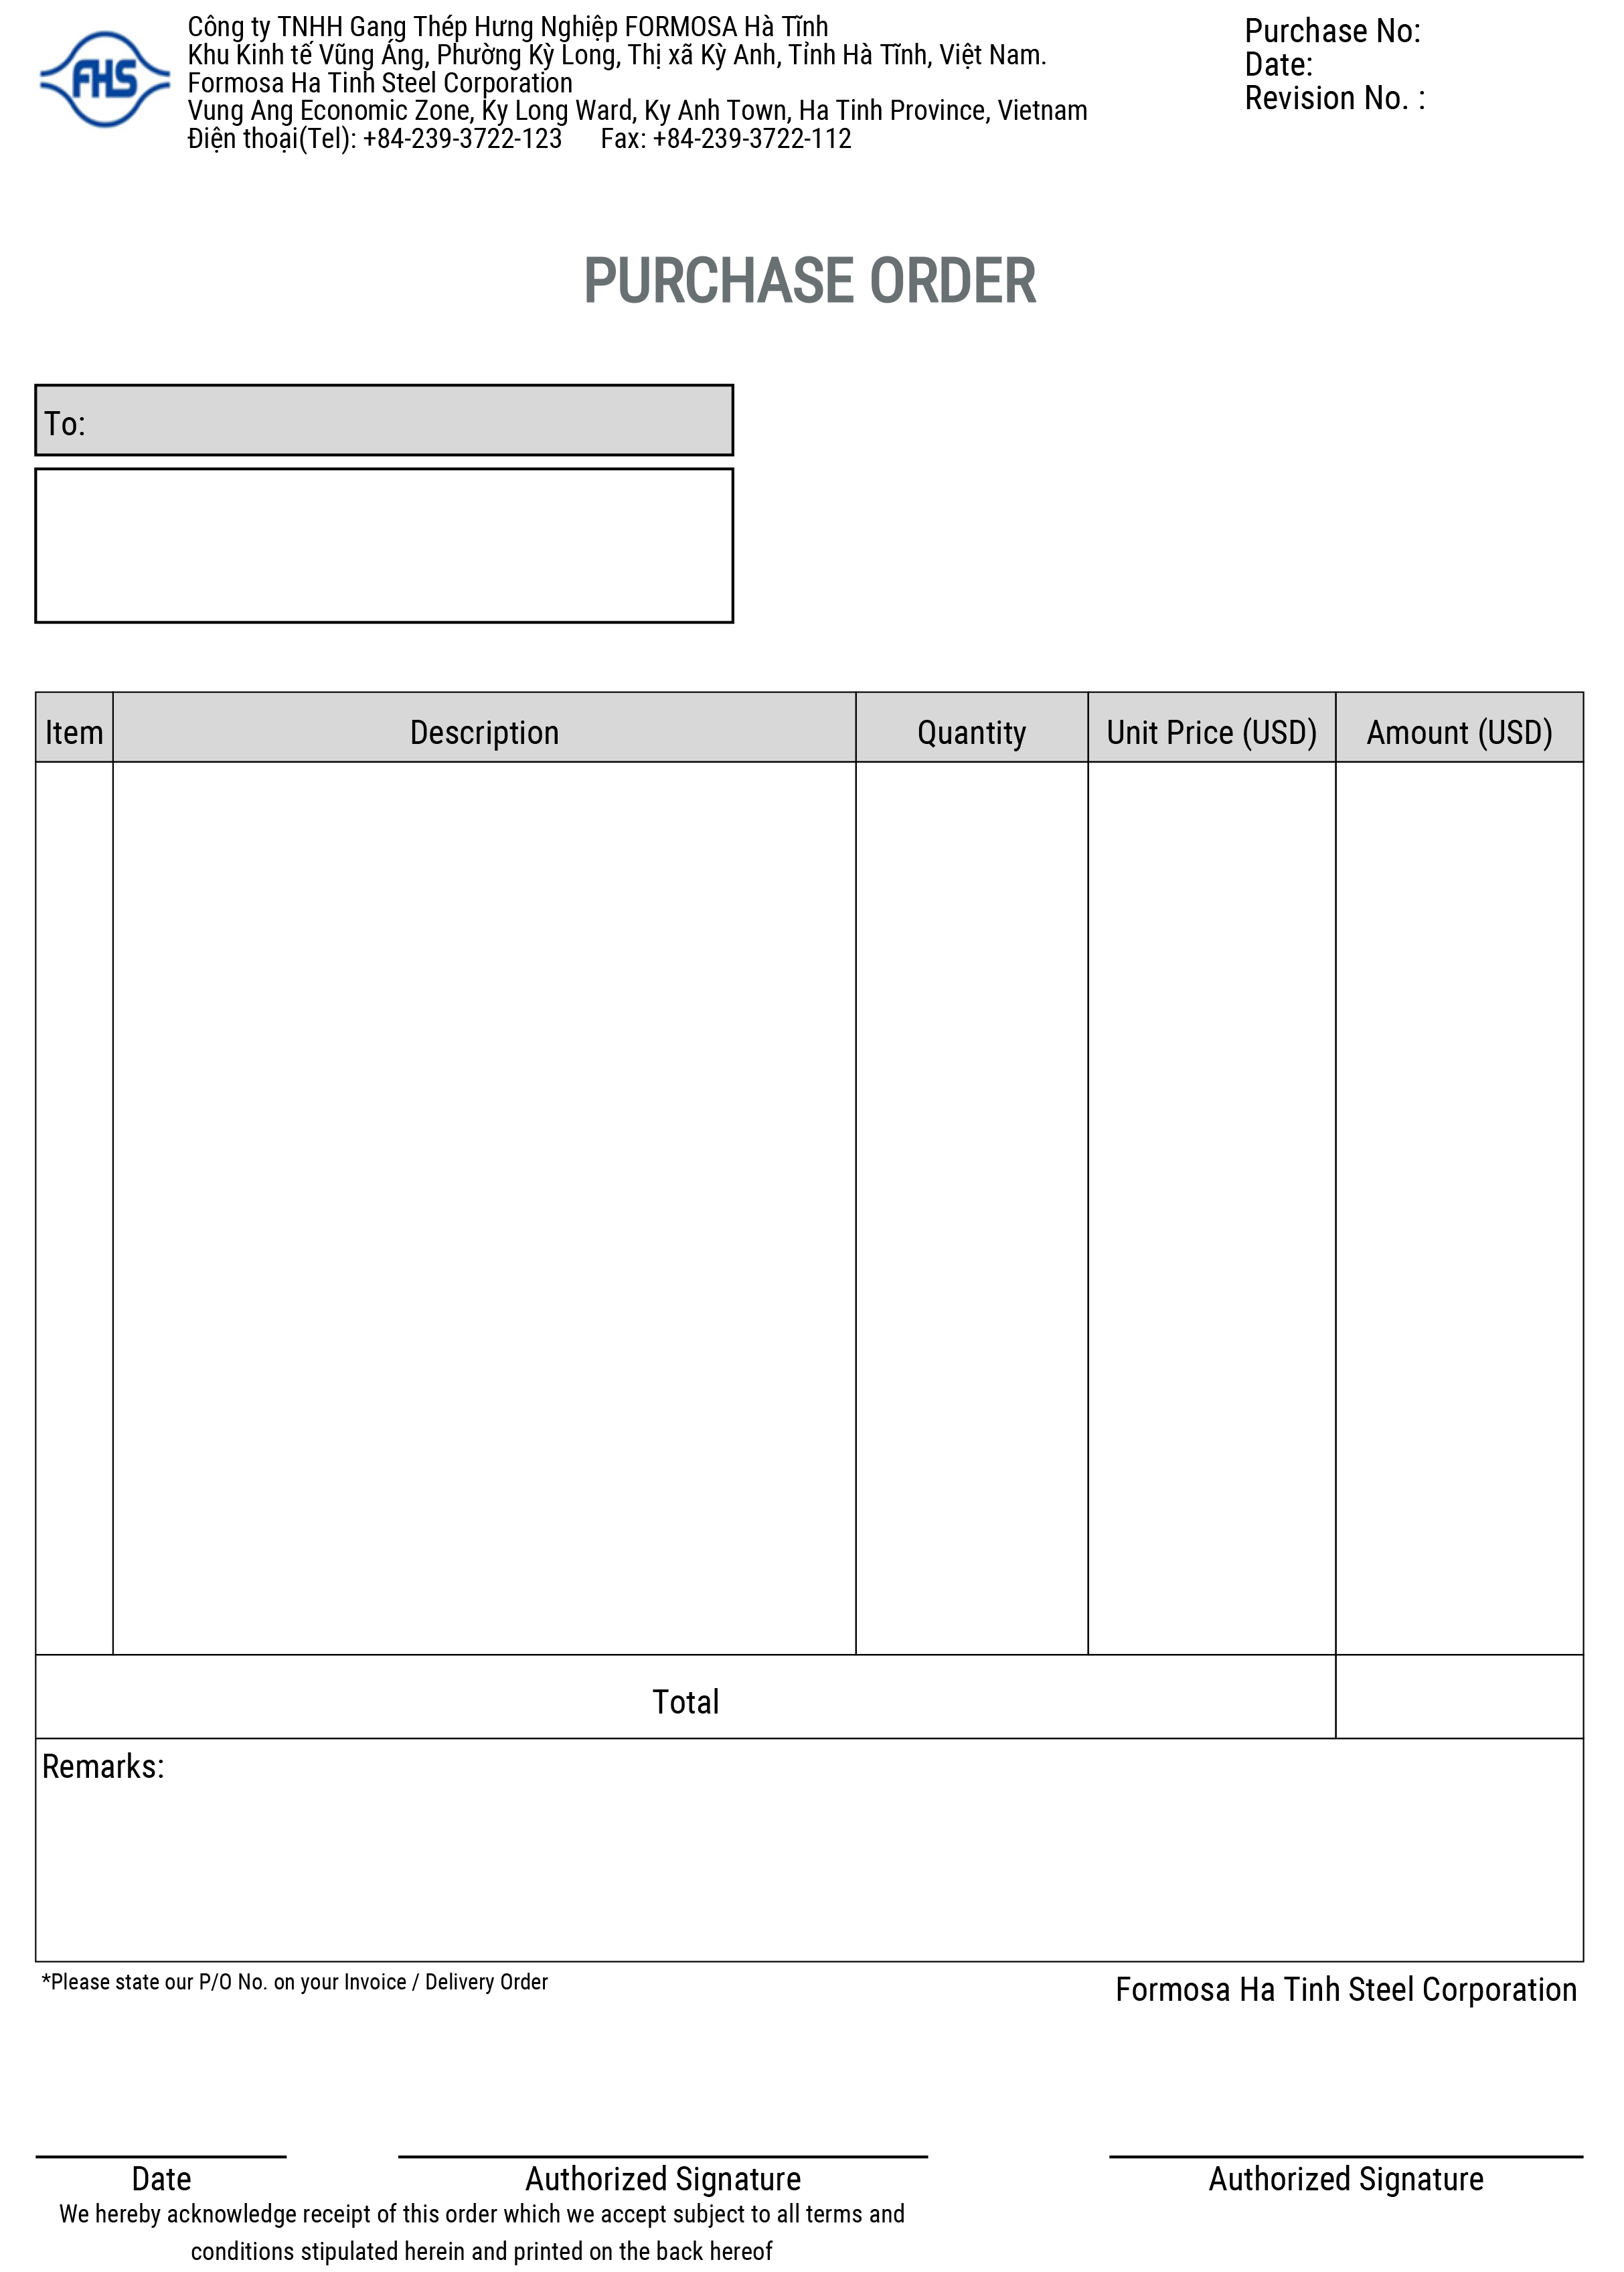 FHS
Công ty TNHH Gang Thép Hưng Nghiệp FORMOSA Hà Tĩnh
Khu Kinh tế Vũng Áng, Phường Kỳ Long, Thị xã Kỳ Anh, Tỉnh Hà Tĩnh, Việt Nam.
Formosa Ha Tinh Steel Corporation
Vung Ang Economic Zone, Ky Long Ward, Ky Anh Town, Ha Tinh Province, Vietnam
Điện thoại(Tel): +84-239-3722-123 Fax: +84-239-3722-112
Purchase No:
Date:
Revision No. :
PURCHASE ORDER
To:
Item Description Quantity Unit Price (USD) Amount (USD)
Total
Remarks:
*Please state our P/O No. on your Invoice / Delivery Order
Formosa Ha Tinh Steel Corporation
Date Authorized Signature Authorized Signature
We hereby acknowledge receipt of this order which we accept subject to all terms and
conditions stipulated herein and printed on the back hereof